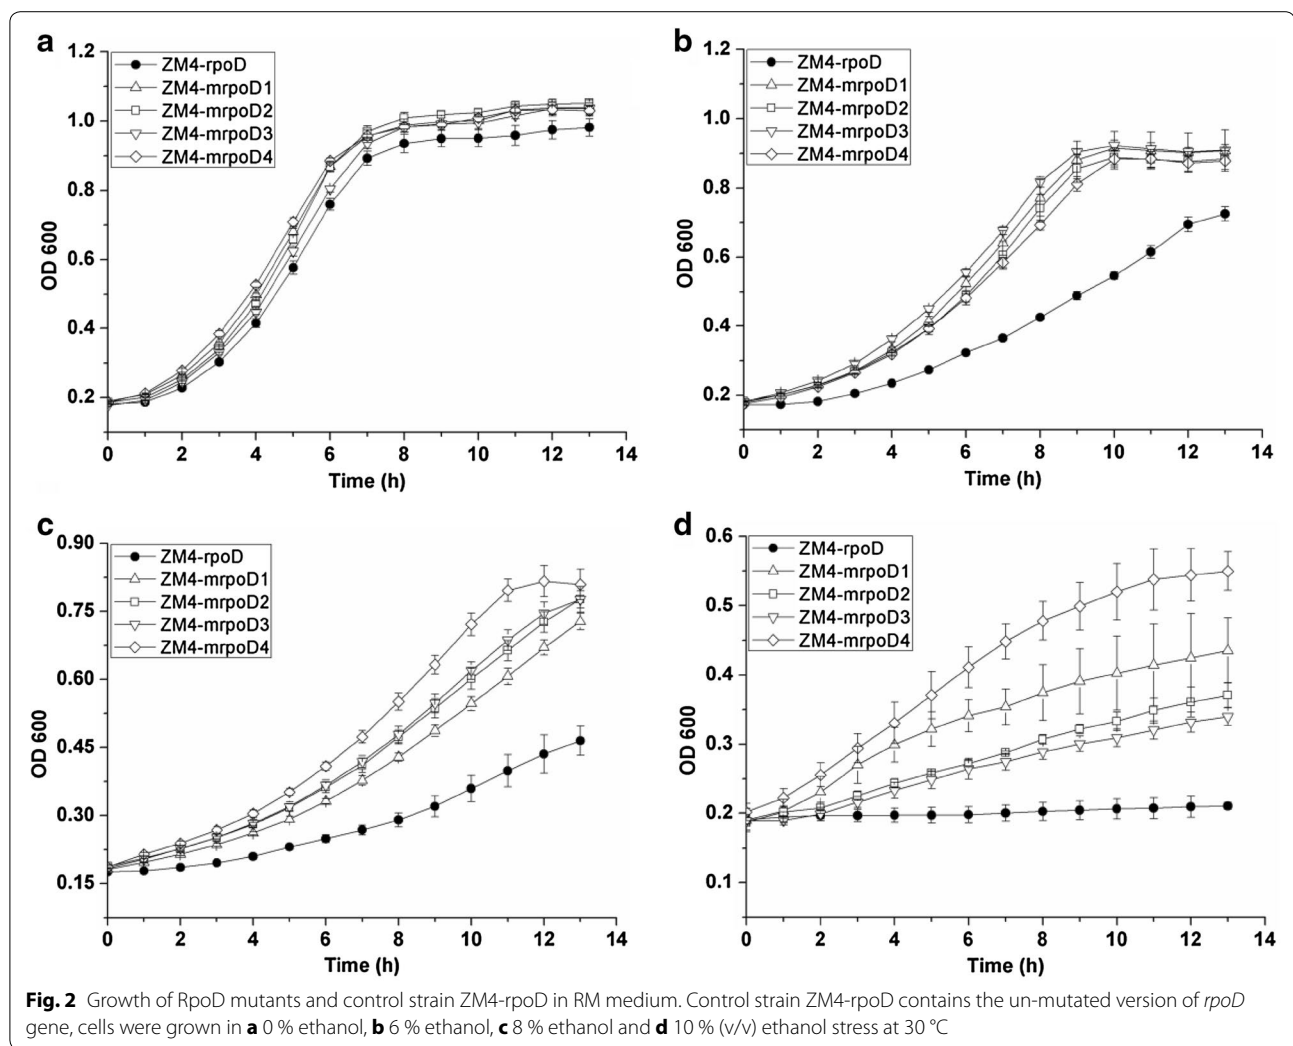 a
1.2
1.0
0.8
0.6
0.4
0.2
OD 600
ZM4-rpoD
ZM4-mrpoD1
ZM4-mrpoD2
ZM4-mrpoD3
ZM4-mrpoD4
0 2 4 6 8 10 12 14
Time (h)
b
1.2
1.0
0.8
0.6
0.4
0.2
OD 600
ZM4-rpoD
ZM4-mrpoD1
ZM4-mrpoD2
ZM4-mrpoD3
ZM4-mrpoD4
0 2 4 6 8 10 12 14
Time (h)
c
0.90
0.75
0.60
0.45
0.30
0.15
OD 600
ZM4-rpoD
ZM4-mrpoD1
ZM4-mrpoD2
ZM4-mrpoD3
ZM4-mrpoD4
0 2 4 6 8 10 12 14
Time (h)
d
0.6
0.5
0.4
0.3
0.2
0.1
OD 600
ZM4-rpoD
ZM4-mrpoD1
ZM4-mrpoD2
ZM4-mrpoD3
ZM4-mrpoD4
0 2 4 6 8 10 12 14
Time (h)
Fig. 2 Growth of RpoD mutants and control strain ZM4-rpoD in RM medium. Control strain ZM4-rpoD contains the un-mutated version of rpoD
gene, cells were grown in a 0 % ethanol, b 6 % ethanol, c 8 % ethanol and d 10 % (v/v) ethanol stress at 30 °C